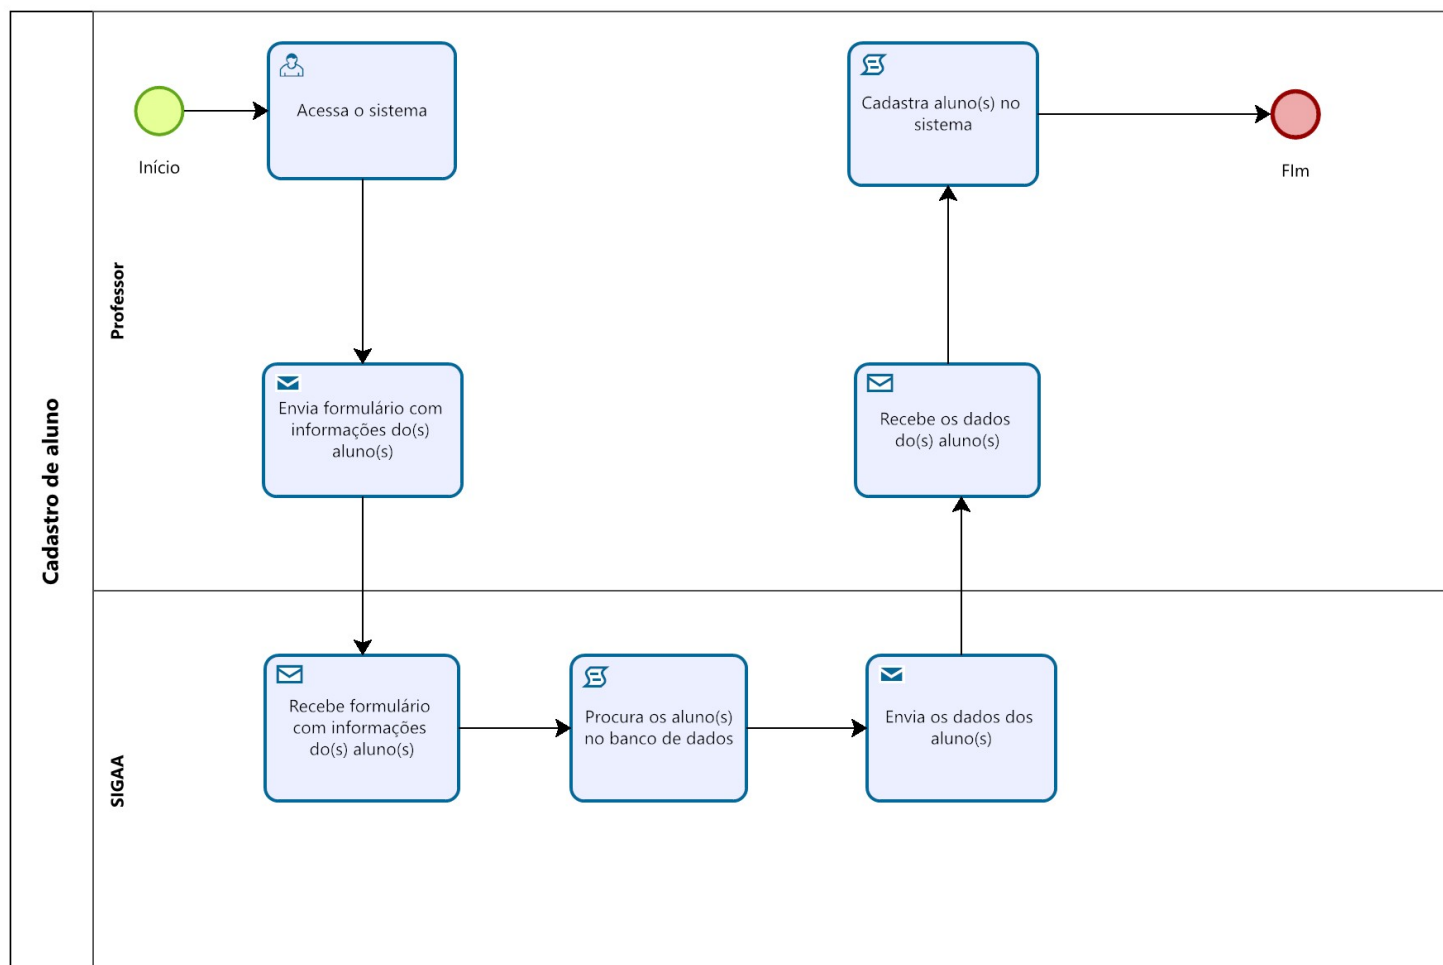 Cadastro de aluno
Professor
Início
Acessa o sistema
Envia formulário com
informações do(s)
aluno(s)
Cadastra aluno(s) no
sistema
FIm
Recebe os dados
do(s) aluno(s)
SIGAA
Recebe formulário
com informações
do(s) aluno(s)
Procura os aluno(s)
no banco de dados
Envia os dados dos
aluno(s)